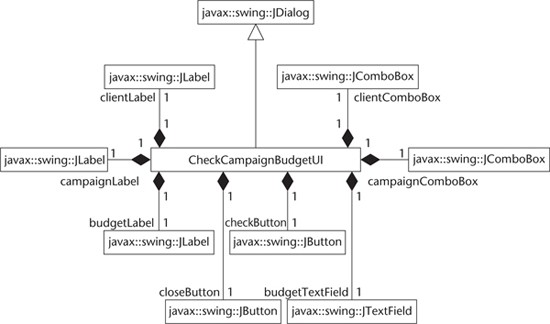 javax::swing::JDialog
javax::swing::JLabel
javax::swing::JComboBox
clientLabel 1
1 clientComboBox
1
1
javax::swing::JLabel
1
1
CheckCampaignBudgetUI
1
1
javax::swing::JComboBox
campaignLabel
campaignComboBox
1
1
1
1
budgetLabel
1
checkButton
1
javax::swing::JLabel
javax::swing::JButton
closeButton
1
budgetTextField
1
javax::swing::JButton
javax::swing::JTextField